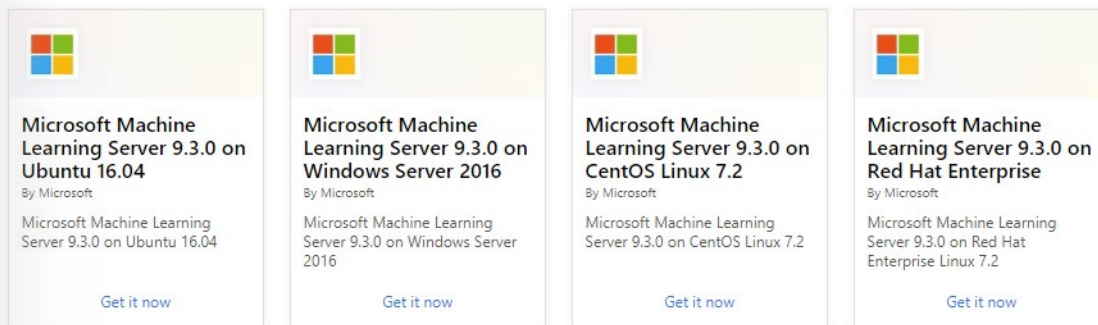 Microsoft Machine
Learning Server 9.3.0 on
Ubuntu 16.04
By Microsoft
Microsoft Machine Learning
Server 9.3.0 on Ubuntu 16.04
Get it now
Microsoft Machine
Learning Server 9.3.0 on
Windows Server 2016
By Microsoft
Microsoft Machine Learning
Server 9.3.0 on Windows Server
2016
Get it now
Microsoft Machine
Learning Server 9.3.0 on
CentOS Linux 7.2
By Microsoft
Microsoft Machine Learning
Server 9.3.0 on CentOS Linux 7.2
Get it now
Microsoft Machine
Learning Server 9.3.0 on
Red Hat Enterprise
By Microsoft
Microsoft Machine Learning
Server 9.3.0 on Red Hat
Enterprise Linux 7.2
Get it now